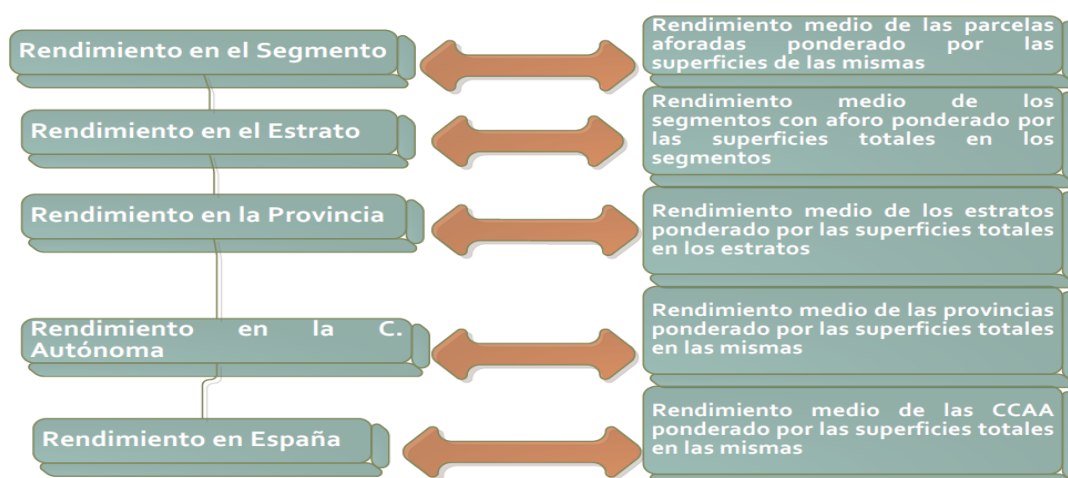 Rendimiento en el Segmento
Rendimiento medio de las parcelas
aforadas ponderado por las
superficies de las mismas
Rendimiento en el Estrato
Rendimiento medio de los
segmentos con aforo ponderado por
las superficies totales en los
segmentos
Rendimiento en la Provincia
Rendimiento medio de los estratos
ponderado por las superficies totales
en los estratos
Rendimiento en la C.
Autónoma
Rendimiento medio de las provincias
ponderado por las superficies totales
en las mismas
Rendimiento en España
Rendimiento medio de las CCAA
ponderado por las superficies totales
en las mismas